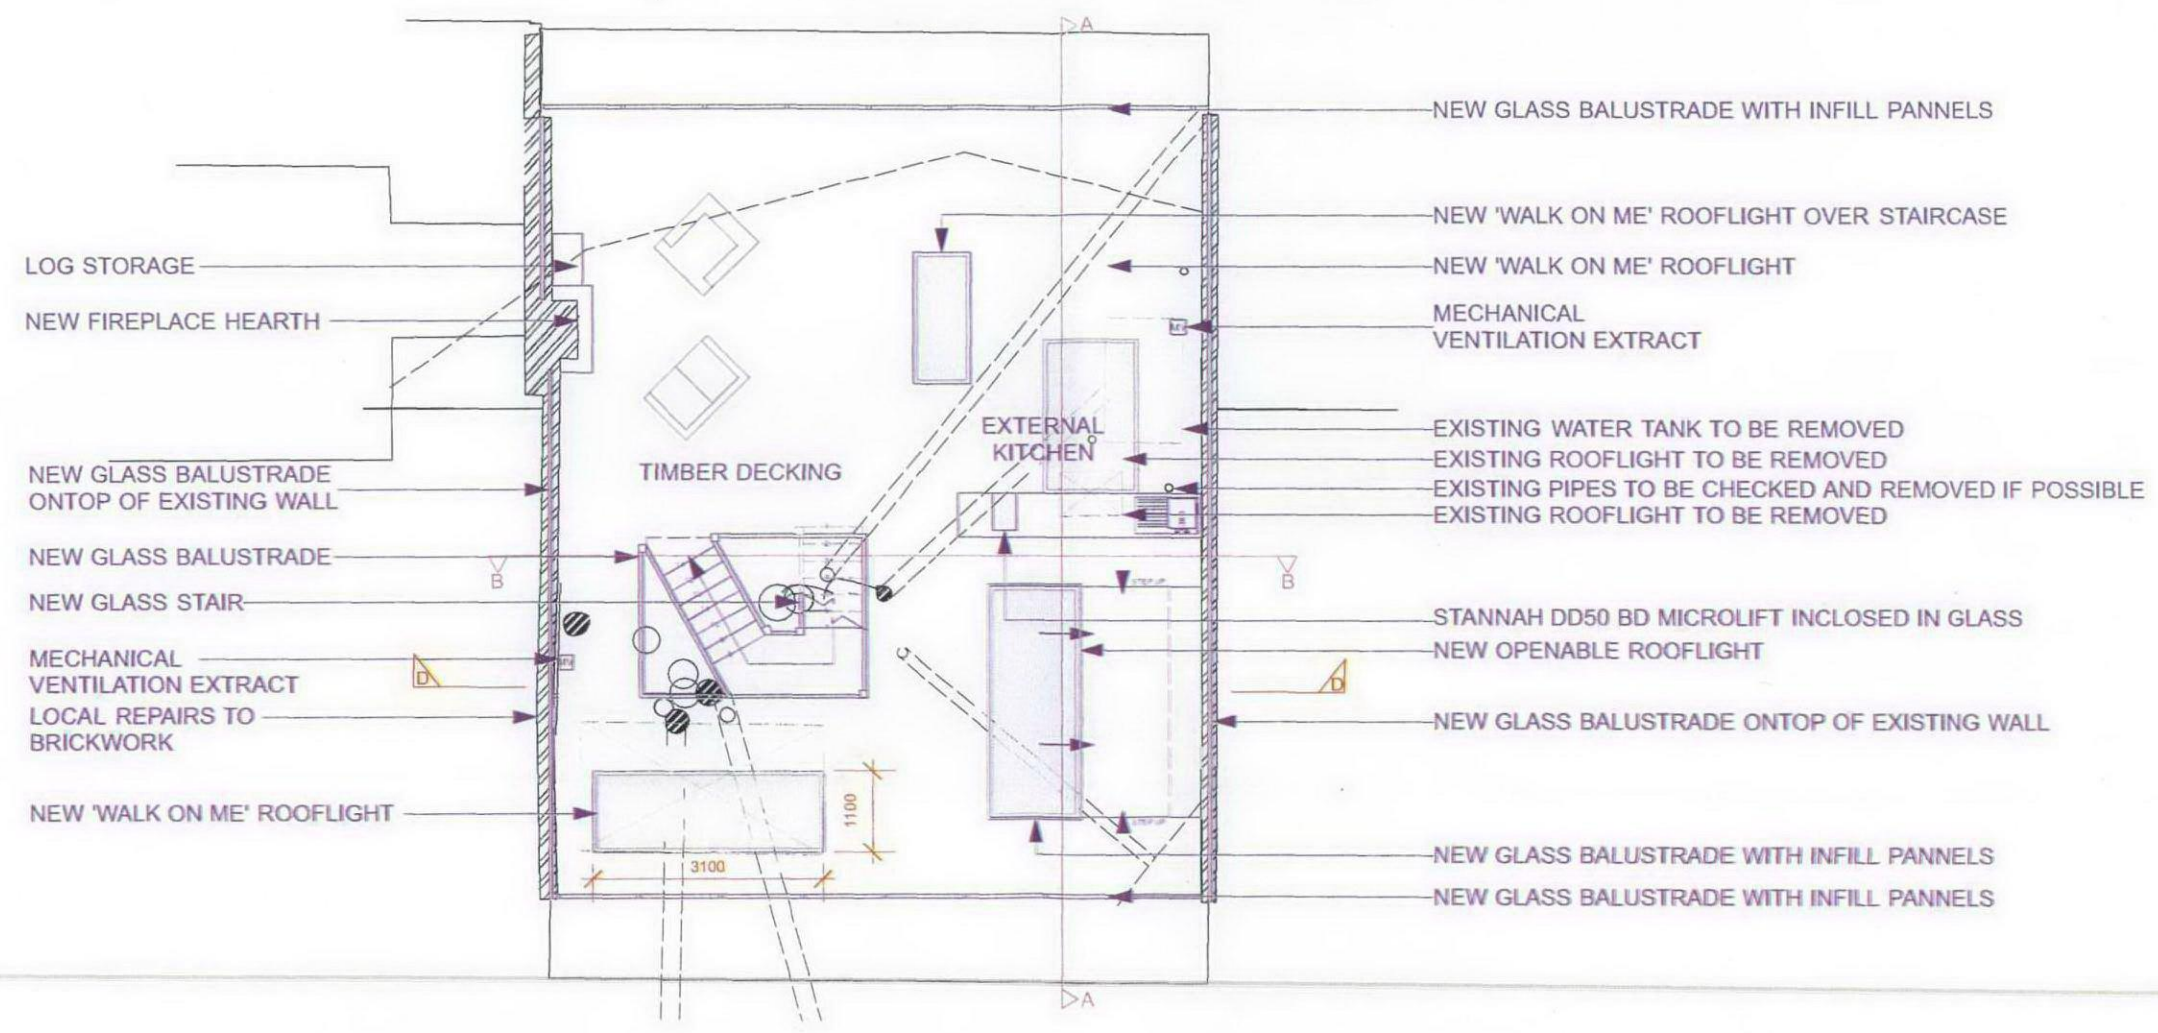 A
NEW GLASS BALUSTRADE WITH INFILL PANNELS
NEW 'WALK ON ME' ROOFLIGHT OVER STAIRCASE
NEW 'WALK ON ME' ROOFLIGHT
MECHANICAL
VENTILATION EXTRACT
EXISTING WATER TANK TO BE REMOVED
EXISTING ROOFLIGHT TO BE REMOVED
EXISTING PIPES TO BE CHECKED AND REMOVED IF POSSIBLE
EXISTING ROOFLIGHT TO BE REMOVED
STANNAH DD50 BD MICROLIFT INCLOSED IN GLASS
NEW OPENABLE ROOFLIGHT
NEW GLASS BALUSTRADE ONTOP OF EXISTING WALL
NEW GLASS BALUSTRADE WITH INFILL PANNELS
NEW GLASS BALUSTRADE WITH INFILL PANNELS
LOG STORAGE
NEW FIREPLACE HEARTH
NEW GLASS BALUSTRADE
ONTOP OF EXISTING WALL
NEW GLASS BALUSTRADE
NEW GLASS STAIR
MECHANICAL
VENTILATION EXTRACT
LOCAL REPAIRS TO
BRICKWORK
NEW 'WALK ON ME' ROOFLIGHT
TIMBER DECKING
EXTERNAL
KITCHEN
STEP UP
STEP UP
B
B
D
D
1100
3100
A